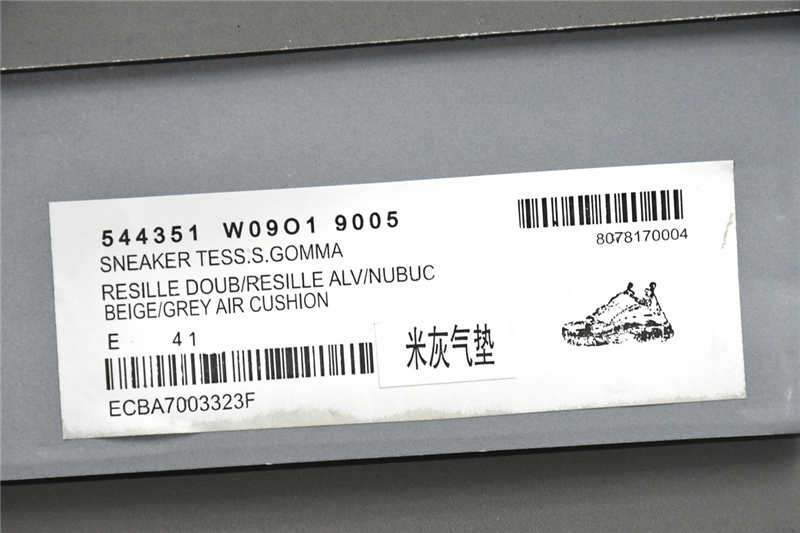 544351 W09O1 9005
SNEAKER TESS.S.GOMMA
RESILLE DOUB/RESILLE ALV/NUBUC
BEIGE/GREY AIR CUSHION
E 41
ECBA7003323F
8078170004
米灰气垫